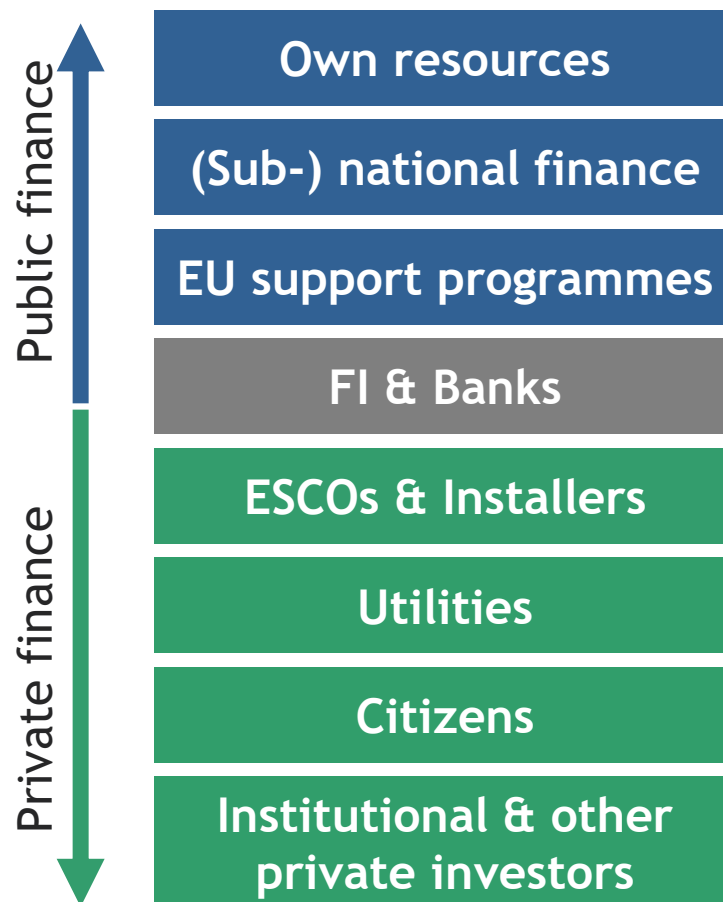 Public finance
Own resources
(Sub-) national finance
EU support programmes
FI & Banks
Private finance
ESCOs & Installers
Utilities
Citizens
Institutional & other
private investors